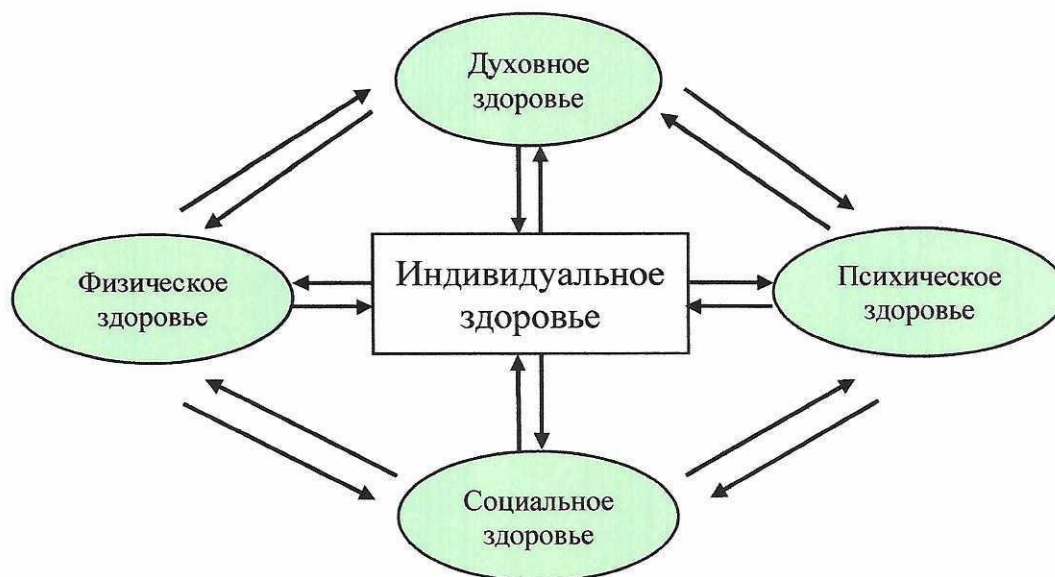 Духовное
здоровье
Физическое
здоровье
Индивидуальное
здоровье
Психическое
здоровье
Социальное
здоровье